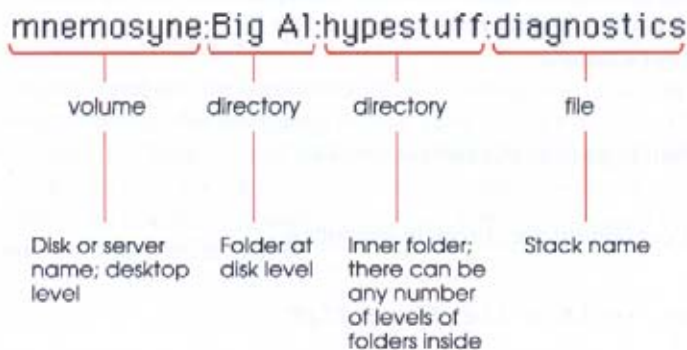 mnemosyne:Big Al:hypestuff:diagnostics
volume directory directory file
Disk or server name; desktop level
Folder at disk level
Inner folder; there can be any number of levels of folders inside
Stack name